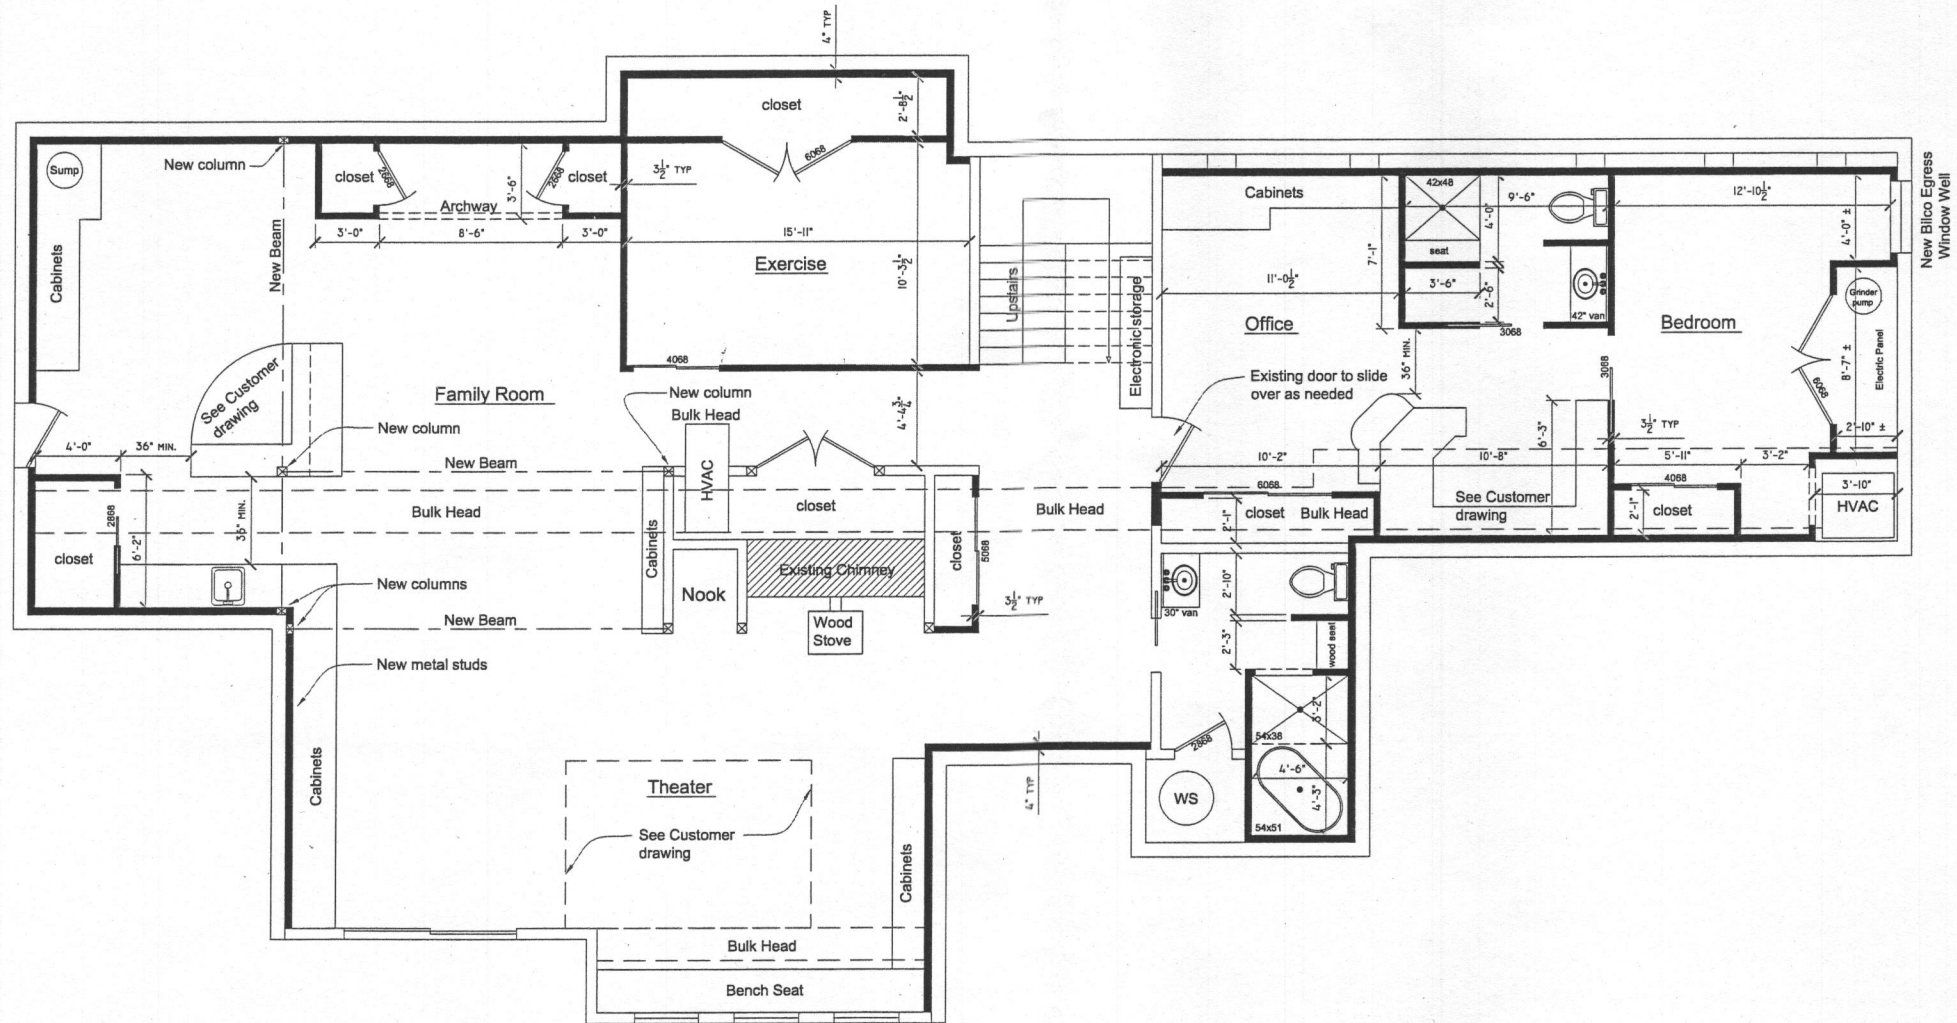 4" TYP
closet
2'-8½"
New column
Sump
closet
2668
Archway
3'-6"
2668
closet
3½" TYP
6068
3'-0"
8'-6"
3'-0"
15'-11"
10'-3½"
Exercise
Cabinets
New Beam
Upstairs
Electronic storage
Cabinets
42x48
seat
4'-0"
9'-6"
7'-1"
11'-0½"
3'-6"
2'-6"
42" van
3068
Office
12'-10½"
4'-0" ±
New Bilco Egress
Window Well
Grinder
pump
Bedroom
8'-7" ±
Electric Panel
6068
3068
36" MIN.
4068
See Customer
drawing
Family Room
New column
Bulk Head
4'-4¾"
Existing door to slide
over as needed
6'-3"
3½" TYP
2'-10" ±
New column
4'-0"
36" MIN.
New Beam
HVAC
10'-2"
10'-8"
5'-11"
3'-2"
3'-10"
HVAC
2868
6'-2"
36" MIN.
closet
Bulk Head
Cabinets
closet
closet
5068
Bulk Head
6068
2'-1"
closet
Bulk Head
See Customer
drawing
4068
2'-1"
closet
New columns
Nook
Existing Chimney
Wood
Stove
3½" TYP
New Beam
30" van
2'-10"
2'-3"
wood seat
New metal studs
Cabinets
Theater
See Customer
drawing
Cabinets
4" TYP
2868
WS
54x38
3'-2"
4'-6"
4'-3"
54x51
Bulk Head
Bench Seat